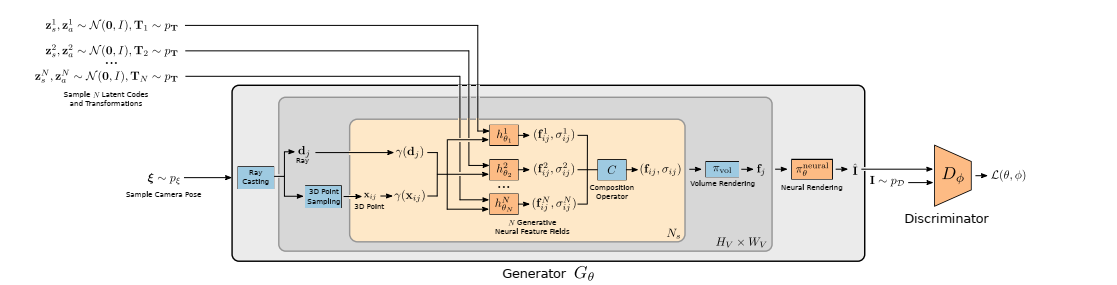 z_s^1, z_a^1 ∼ 𝒩(0, I), T_1 ∼ p_T
z_s^2, z_a^2 ∼ 𝒩(0, I), T_2 ∼ p_T
...
z_s^N, z_a^N ∼ 𝒩(0, I), T_N ∼ p_T
Sample N Latent Codes
and Transformations
ξ ∼ p_ξ
Sample Camera Pose
Ray
Casting
d_j
Ray
3D Point
Sampling
x_ij
3D Point
γ(d_j)
γ(x_ij)
h_θ1^1
(f_ij^1, σ_ij^1)
h_θ2^2
(f_ij^2, σ_ij^2)
...
h_θN^N
(f_ij^N, σ_ij^N)
N Generative
Neural Feature Fields
C
Composition
Operator
(f_ij, σ_ij)
N_s
π_vol
Volume Rendering
f_j
H_V × W_V
π_θ^neural
Neural Rendering
Î
I ∼ p_𝒟
D_ϕ
ℒ(θ, ϕ)
Discriminator
Generator G_θ